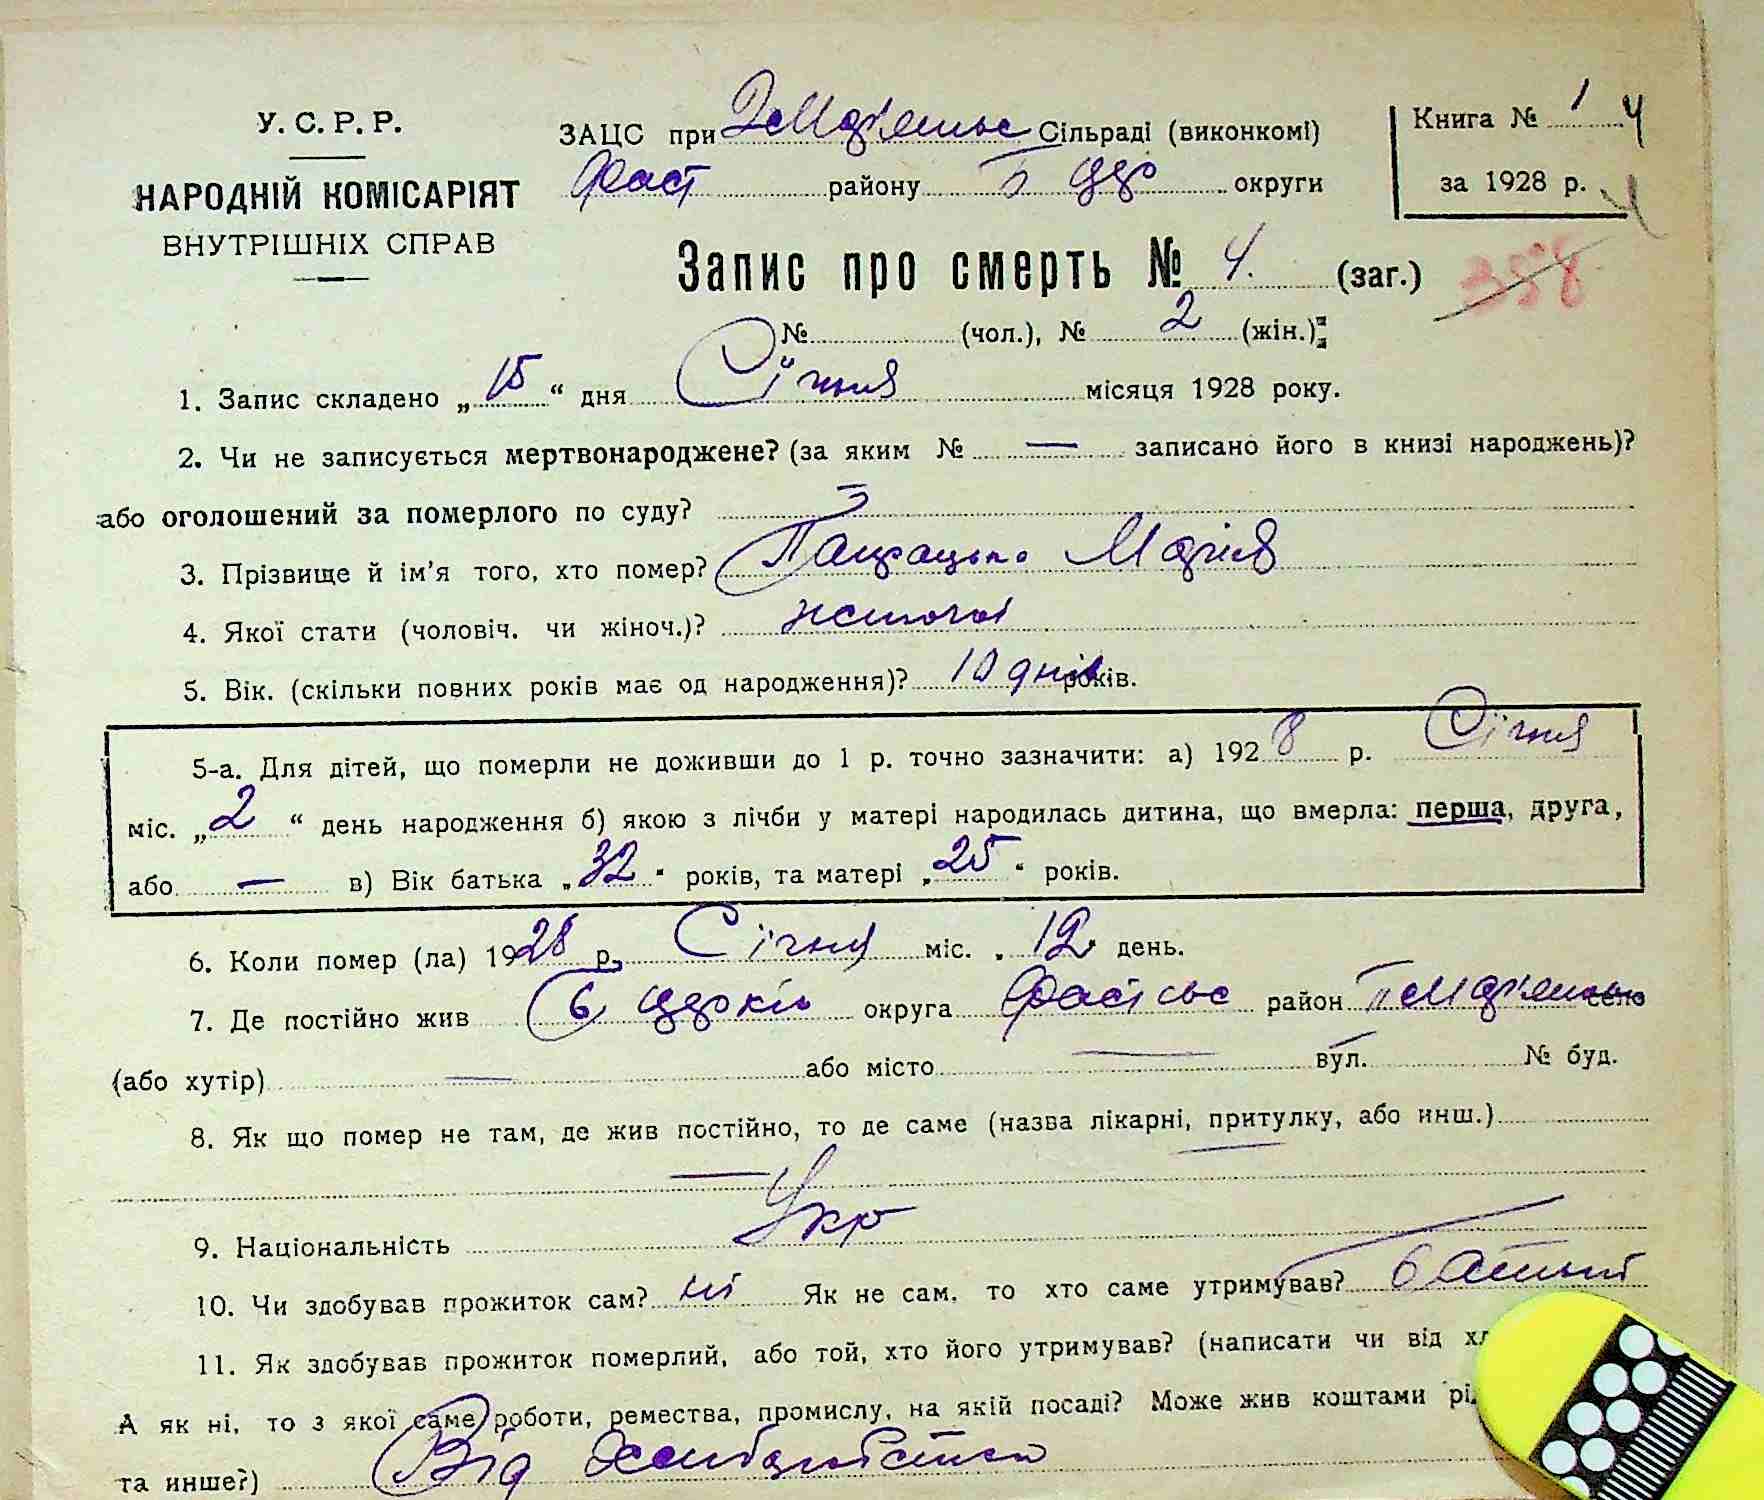 У. С. Р. Р.
НАРОДНІЙ КОМІСАРІЯТ
ВНУТРІШНІХ СПРАВ
ЗАЦС при Сільраді (виконкомі)
Фаст району Б Цер округи
Книга № 1 4
за 1928 р.
Запис про смерть № 4. (заг.) 358
№ (чол.), № 2 (жін.):
1. Запис складено „15“ дня Січня місяця 1928 року.
2. Чи не записується мертвонароджене? (за яким № — записано його в книзі народжень)?
або оголошений за померлого по суду?
3. Прізвище й ім'я того, хто помер? Марія
4. Якої стати (чоловіч. чи жіноч.)? жіночої
5. Вік. (скільки повних років має од народження)? 10 днів років.
5-а. Для дітей, що померли не доживши до 1 р. точно зазначити: а) 1928 р. Січня
міс. „2“ день народження б) якою з лічби у матері народилась дитина, що вмерла: перша, друга,
або — в) Вік батька „32“ років, та матері „25“ років.
6. Коли помер (ла) 1928 р. Січня міс. „12“ день.
7. Де постійно жив Б Церків округа Фастівс район село
(або хутір) — або місто — вул. № буд.
8. Як що помер не там, де жив постійно, то де саме (назва лікарні, притулку, або инш.)
—
9. Національність Укр
10. Чи здобував прожиток сам? ні Як не сам, то хто саме утримував? батьки
11. Як здобував прожиток померлий, або той, хто його утримував? (написати чи від хл
А як ні, то з якої саме роботи, ремества, промислу, на якій посаді? Може жив коштами рі
та инше?) Від